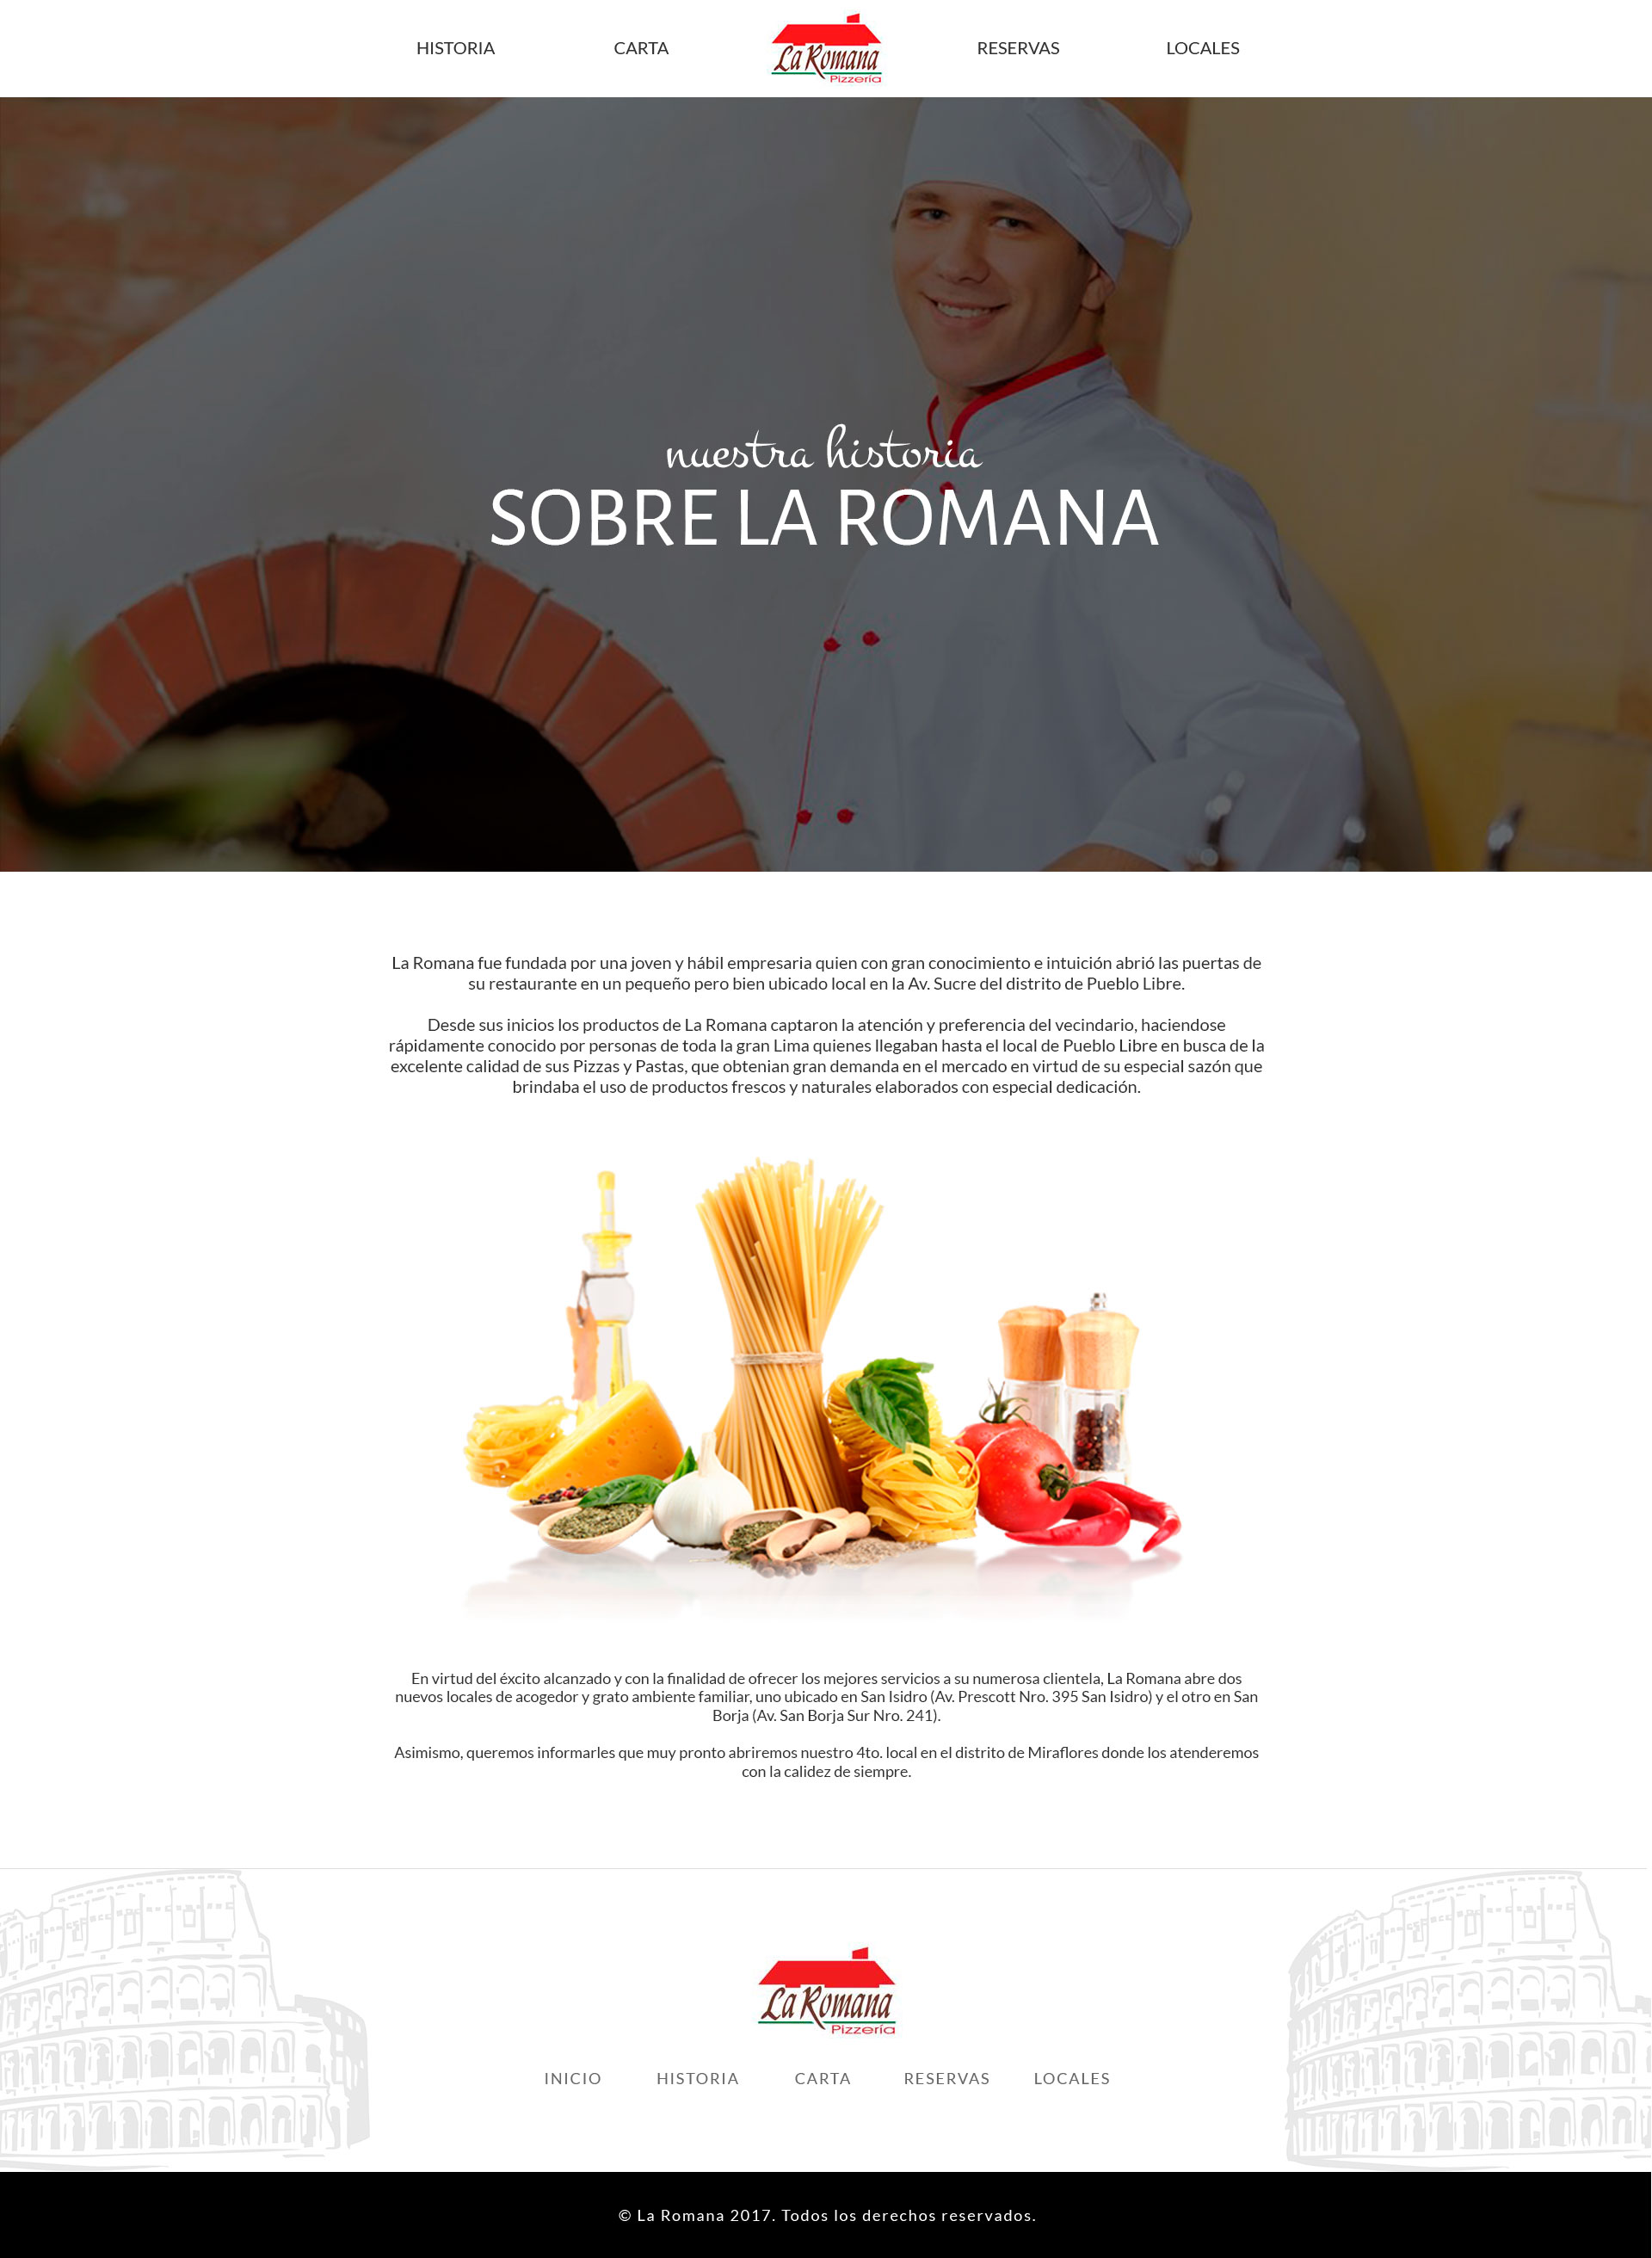 HISTORIA
CARTA
La Romana
Pizzería
RESERVAS
LOCALES
nuestra historia
SOBRE LA ROMANA
La Romana fue fundada por una joven y hábil empresaria quien con gran conocimiento e intuición abrió las puertas de
su restaurante en un pequeño pero bien ubicado local en la Av. Sucre del distrito de Pueblo Libre.
Desde sus inicios los productos de La Romana captaron la atención y preferencia del vecindario, haciendose
rápidamente conocido por personas de toda la gran Lima quienes llegaban hasta el local de Pueblo Libre en busca de la
excelente calidad de sus Pizzas y Pastas, que obtenian gran demanda en el mercado en virtud de su especial sazón que
brindaba el uso de productos frescos y naturales elaborados con especial dedicación.
En virtud del éxcito alcanzado y con la finalidad de ofrecer los mejores servicios a su numerosa clientela, La Romana abre dos
nuevos locales de acogedor y grato ambiente familiar, uno ubicado en San Isidro (Av. Prescott Nro. 395 San Isidro) y el otro en San
Borja (Av. San Borja Sur Nro. 241).
Asimismo, queremos informarles que muy pronto abriremos nuestro 4to. local en el distrito de Miraflores donde los atenderemos
con la calidez de siempre.
La Romana
Pizzería
INICIO
HISTORIA
CARTA
RESERVAS
LOCALES
© La Romana 2017. Todos los derechos reservados.